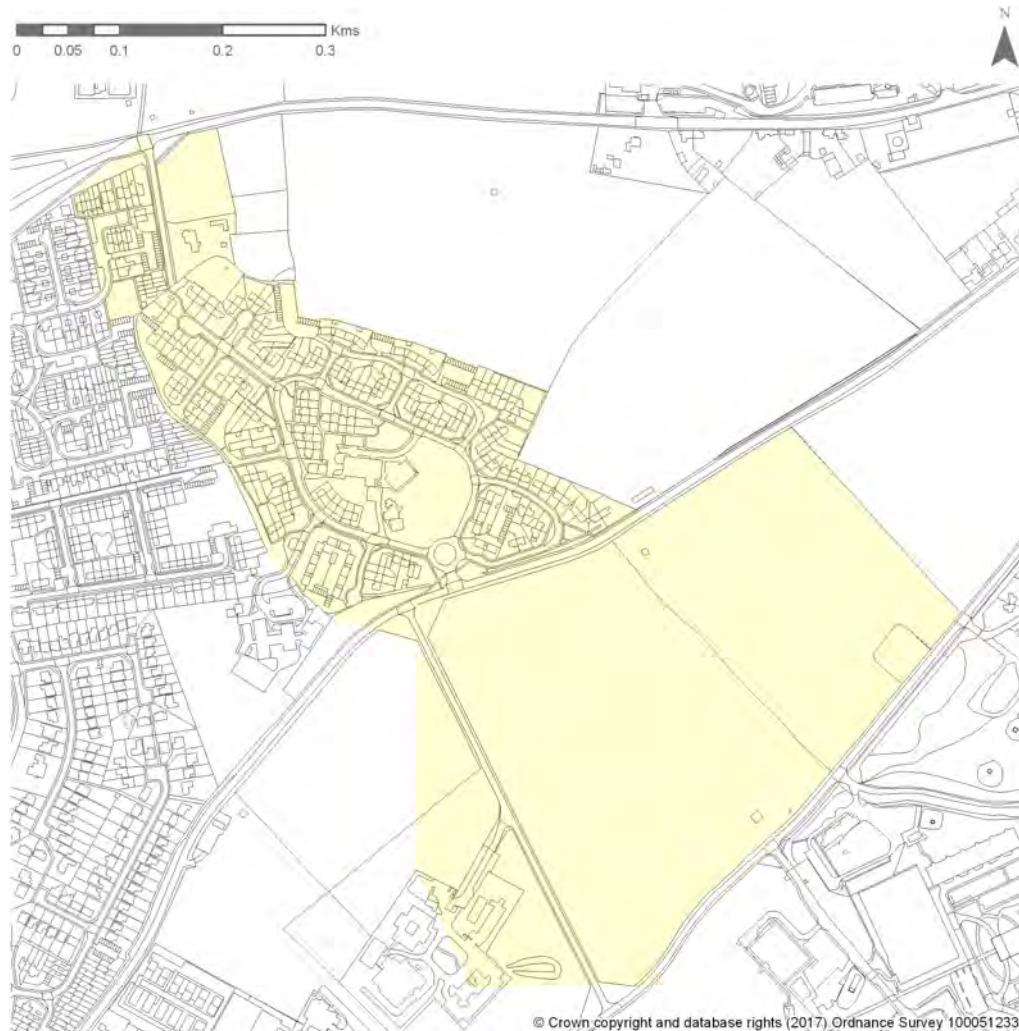 Kms
0 0.05 0.1 0.2 0.3
N
© Crown copyright and database rights (2017) Ordnance Survey 100051233